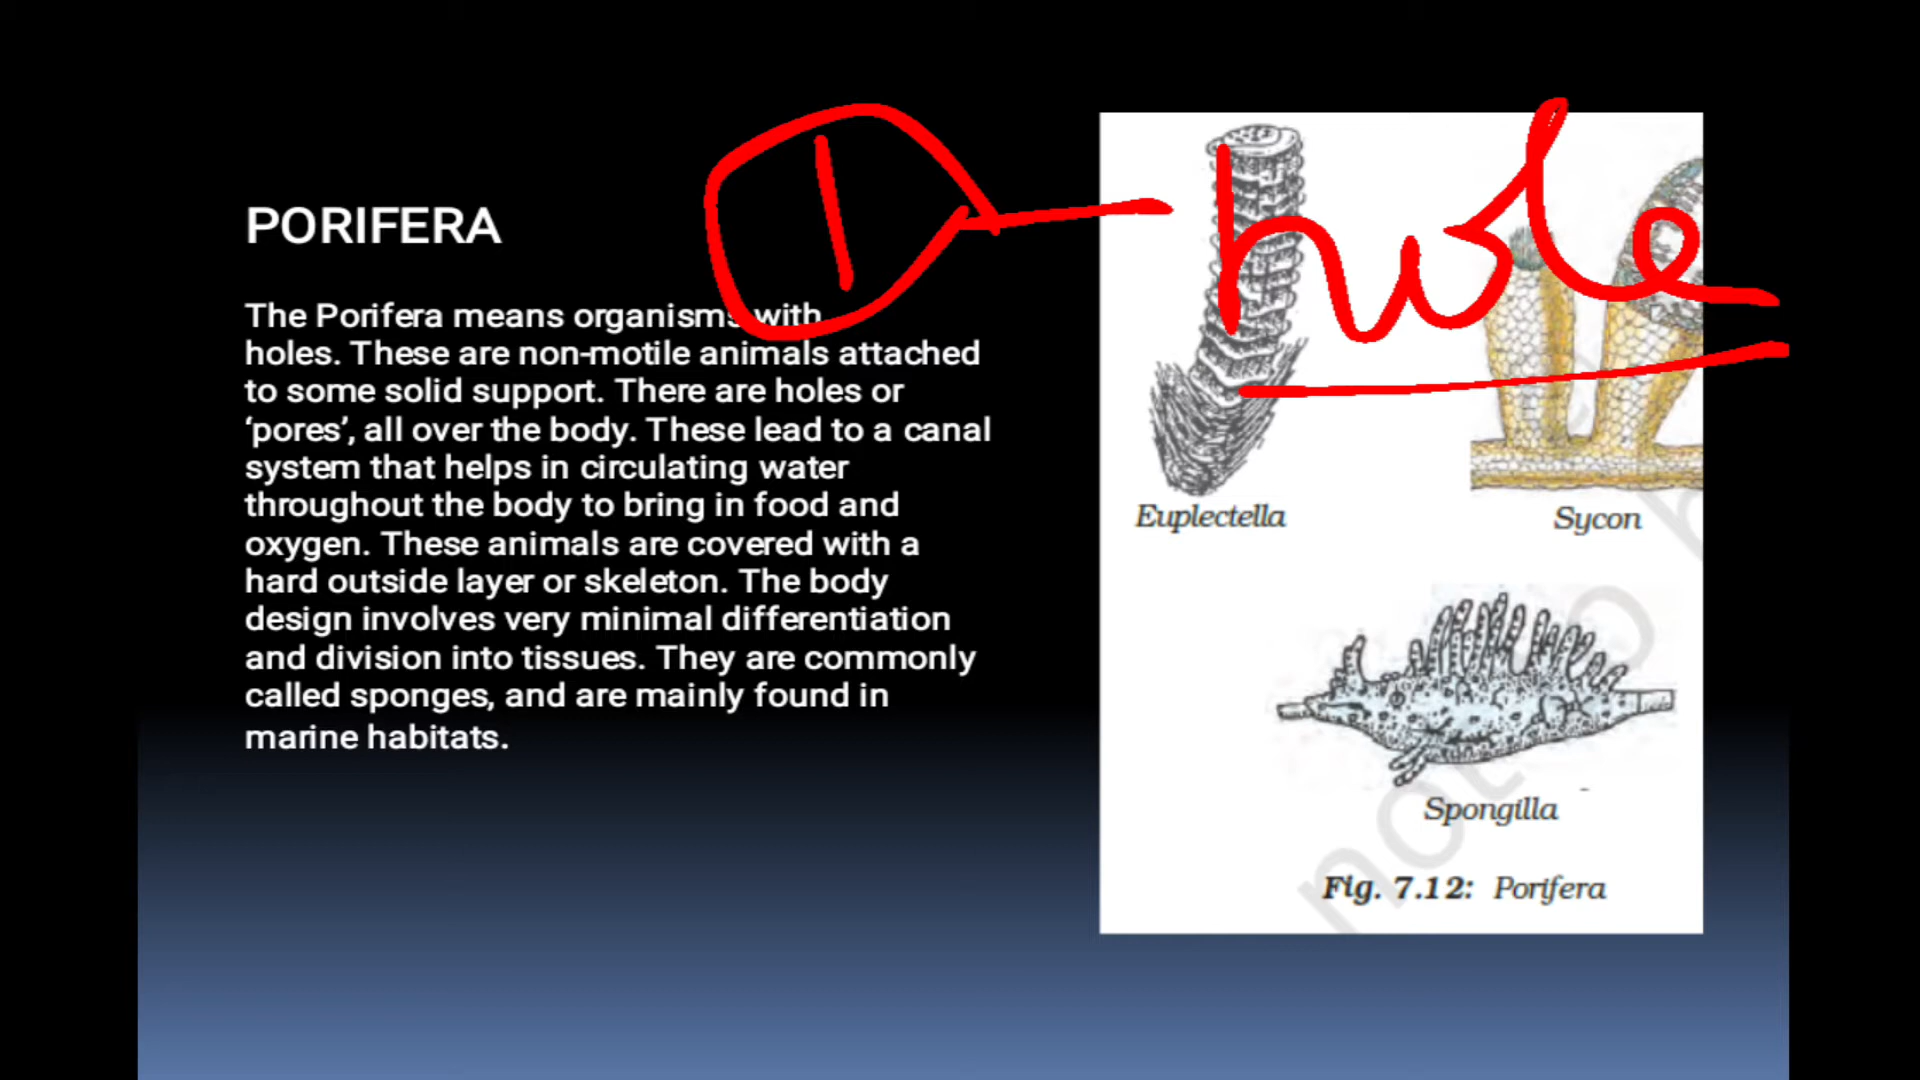 PORIFERA
The Porifera means organisms with
holes. These are non-motile animals attached
to some solid support. There are holes or
‘pores’, all over the body. These lead to a canal
system that helps in circulating water
throughout the body to bring in food and
oxygen. These animals are covered with a
hard outside layer or skeleton. The body
design involves very minimal differentiation
and division into tissues. They are commonly
called sponges, and are mainly found in
marine habitats.
1
hole
Euplectella
Sycon
Spongilla
Fig. 7.12: Porifera
not to b